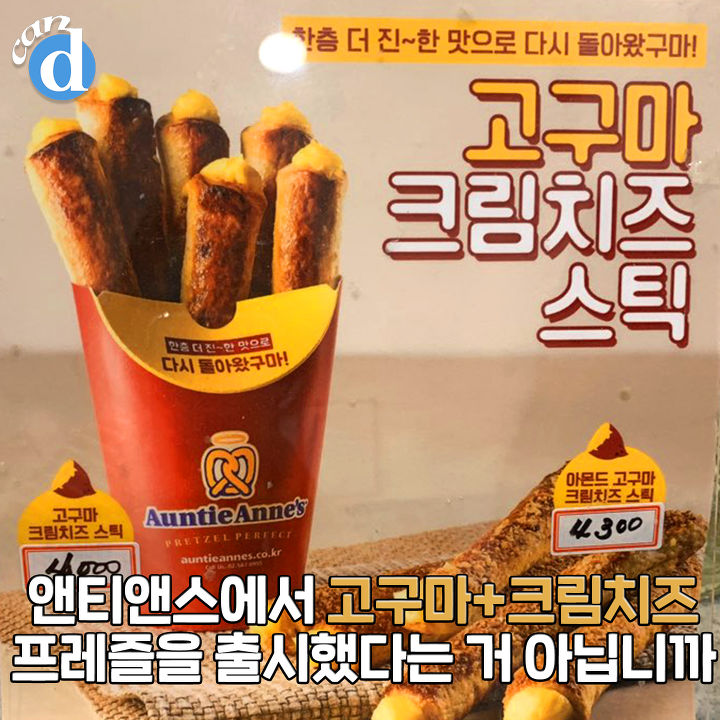 can
d
한층 더 진~한 맛으로 다시 돌아왔구마!
고구마
크림치즈
스틱
한층 더 진~한 맛으로
다시 돌아왔구마!
Auntie Anne's
PRETZEL PERFECT
auntieannes.co.kr
고구마
크림치즈 스틱
4,000
아몬드 고구마
크림치즈 스틱
4,300
앤티앤스에서 고구마+크림치즈
프레즐을 출시했다는 거 아닙니까